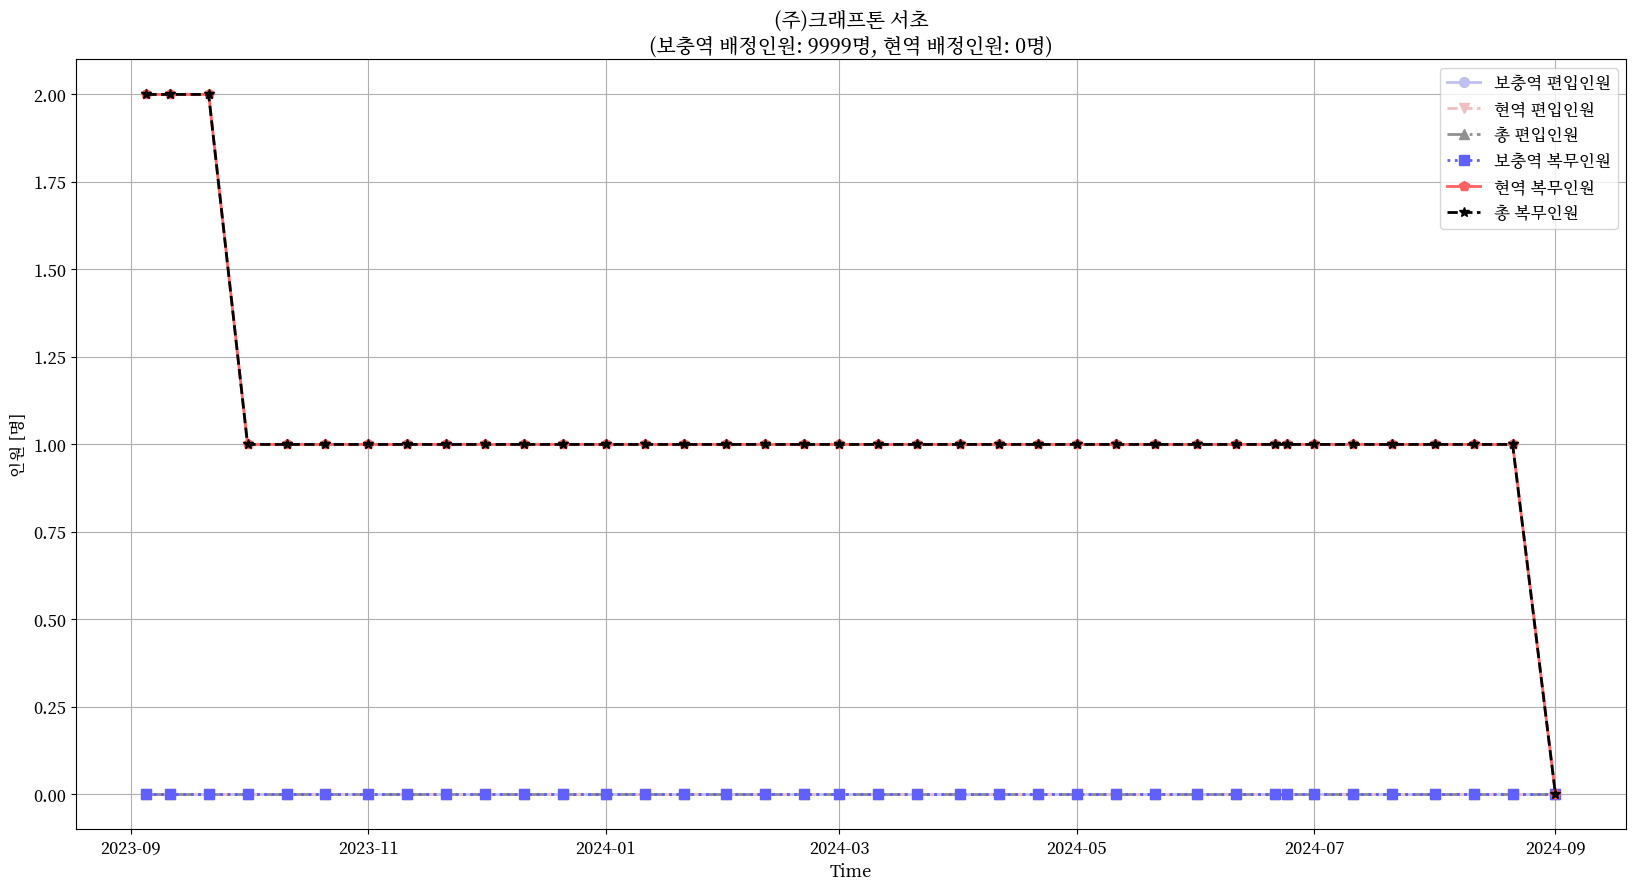 (주)크래프톤 서초
(보충역 배정인원: 9999명, 현역 배정인원: 0명)
보충역 편입인원
현역 편입인원
총 편입인원
보충역 복무인원
현역 복무인원
총 복무인원
인원 [명]
2.00
1.75
1.50
1.25
1.00
0.75
0.50
0.25
0.00
2023-09
2023-11
2024-01
2024-03
2024-05
2024-07
2024-09
Time